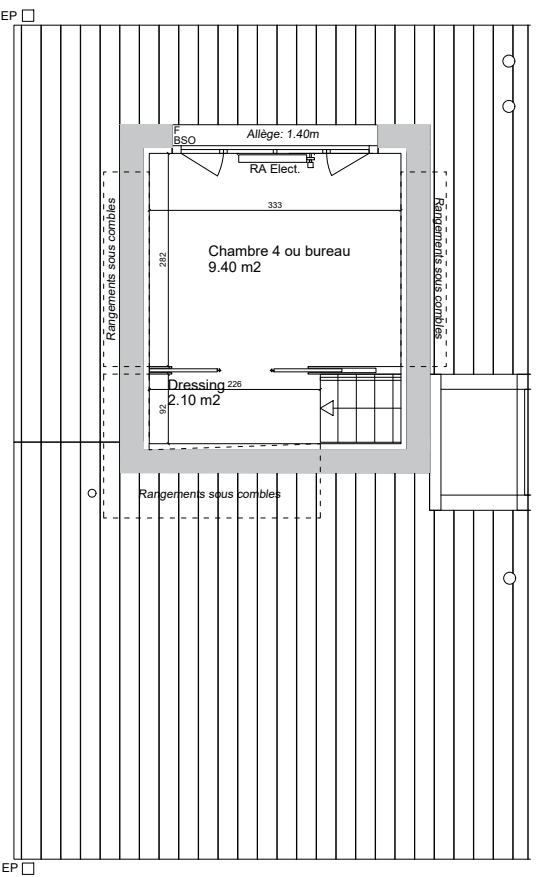 EP
F
BSO
Allège: 1.40m
RA Elect.
333
Rangements sous combles
Rangements sous combles
282
Chambre 4 ou bureau
9.40 m2
Dressing 226
2.10 m2
92
Rangements sous combles
EP